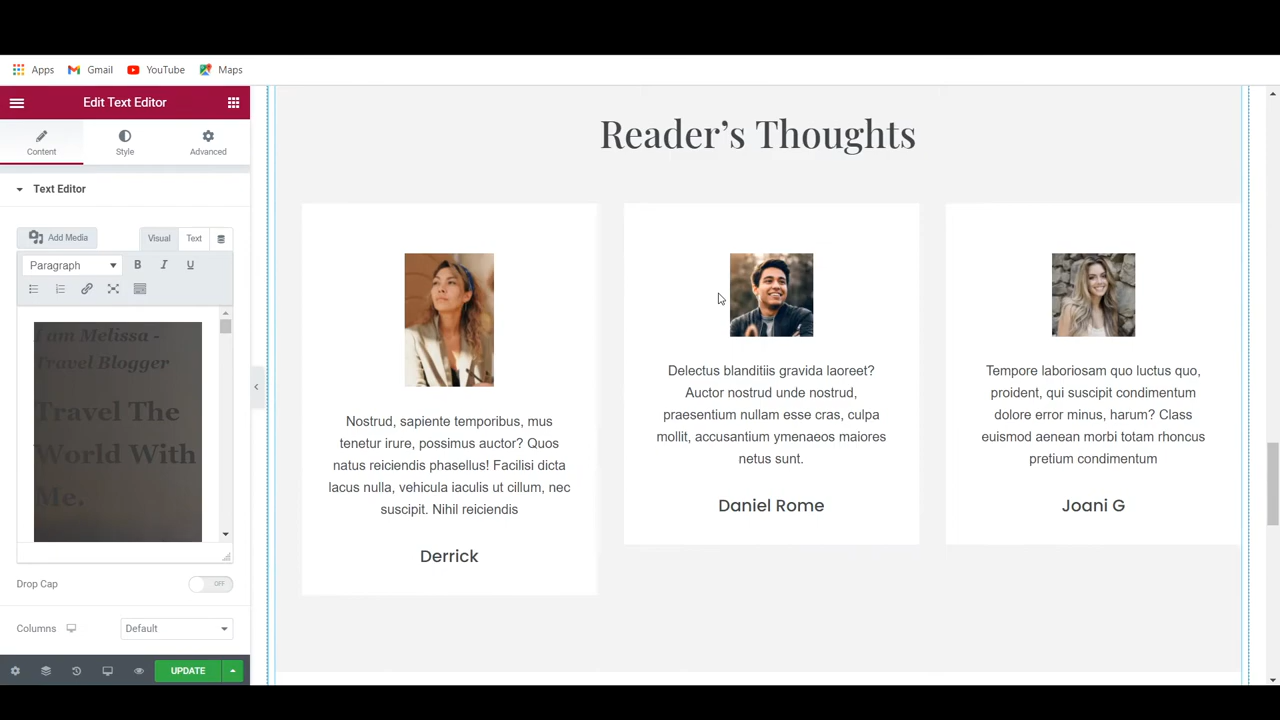 Apps Gmail YouTube Maps
Edit Text Editor
Content Style Advanced
Text Editor
Add Media Visual Text
Paragraph B I U
I am Melissa -
Travel Blogger
Travel The
World With
Me.
Drop Cap OFF
Columns Default
UPDATE
Reader’s Thoughts
Nostrud, sapiente temporibus, mus
tenetur irure, possimus auctor? Quos
natus reiciendis phasellus! Facilisi dicta
lacus nulla, vehicula iaculis ut cillum, nec
suscipit. Nihil reiciendis
Derrick
Delectus blanditiis gravida laoreet?
Auctor nostrud unde nostrud,
praesentium nullam esse cras, culpa
mollit, accusantium ymenaeos maiores
netus sunt.
Daniel Rome
Tempore laboriosam quo luctus quo,
proident, qui suscipit condimentum
dolore error minus, harum? Class
euismod aenean morbi totam rhoncus
pretium condimentum
Joani G